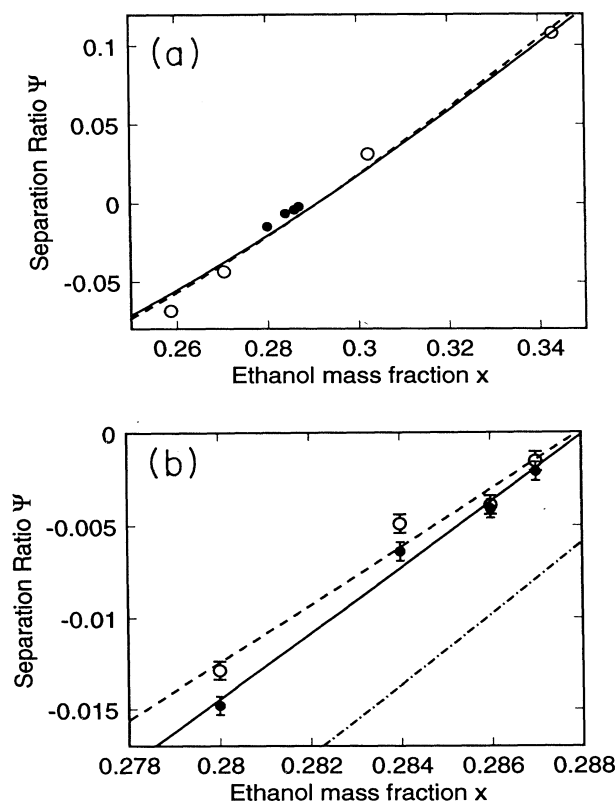 (a)
Separation Ratio Ψ
0.1
0.05
0
-0.05
0.26 0.28 0.3 0.32 0.34
Ethanol mass fraction x
(b)
Separation Ratio Ψ
0
-0.005
-0.01
-0.015
0.278 0.28 0.282 0.284 0.286 0.288
Ethanol mass fraction x